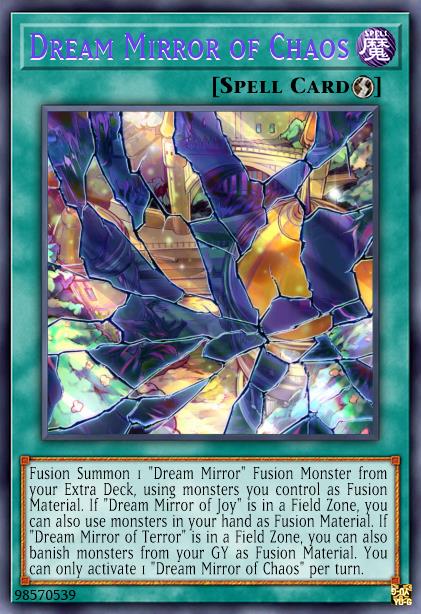 Dream Mirror of Chaos
SPELL
魔
[Spell Card]
Fusion Summon 1 "Dream Mirror" Fusion Monster from
your Extra Deck, using monsters you control as Fusion
Material. If "Dream Mirror of Joy" is in a Field Zone, you
can also use monsters in your hand as Fusion Material. If
"Dream Mirror of Terror" is in a Field Zone, you can also
banish monsters from your GY as Fusion Material. You
can only activate 1 "Dream Mirror of Chaos" per turn.
98570539